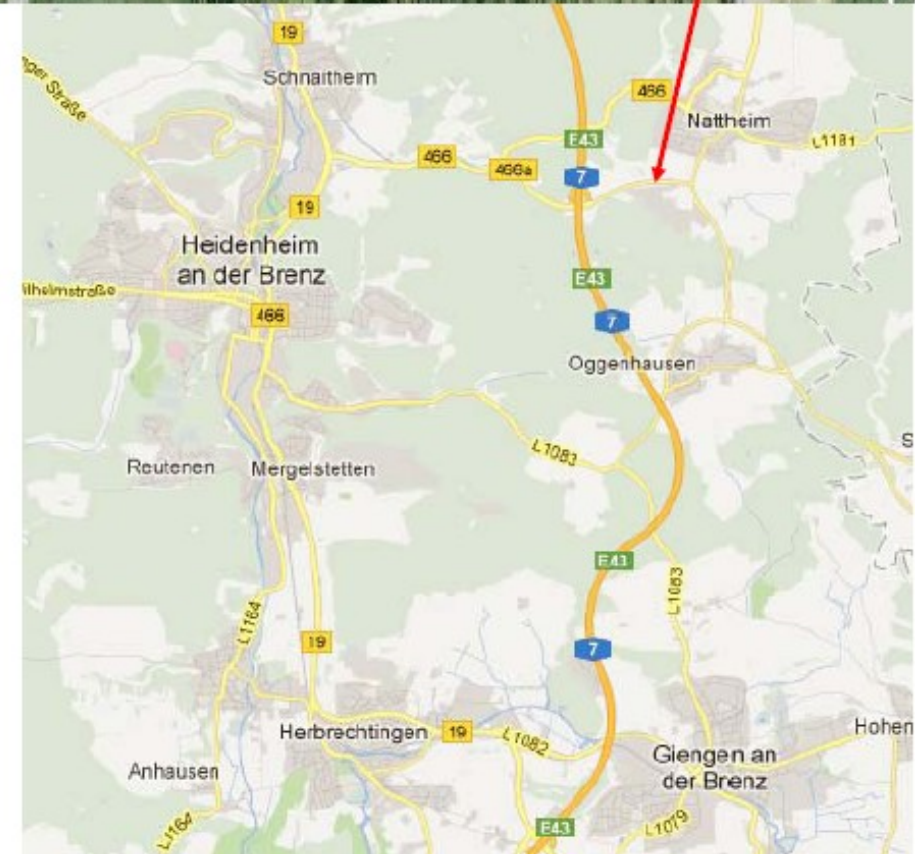 19
Schnaitheim
nger Straße
466
Nattheim
E43
L1181
466
466a
7
19
Heidenheim
an der Brenz
E43
ilhelmstraße
466
7
Oggenhausen
L1083
S
Reutenen
Mergelstetten
E43
L1083
L1164
19
7
Herbrechtingen
19
L1082
Hohen
Giengen an
der Brenz
Anhausen
L1164
E43
L1079